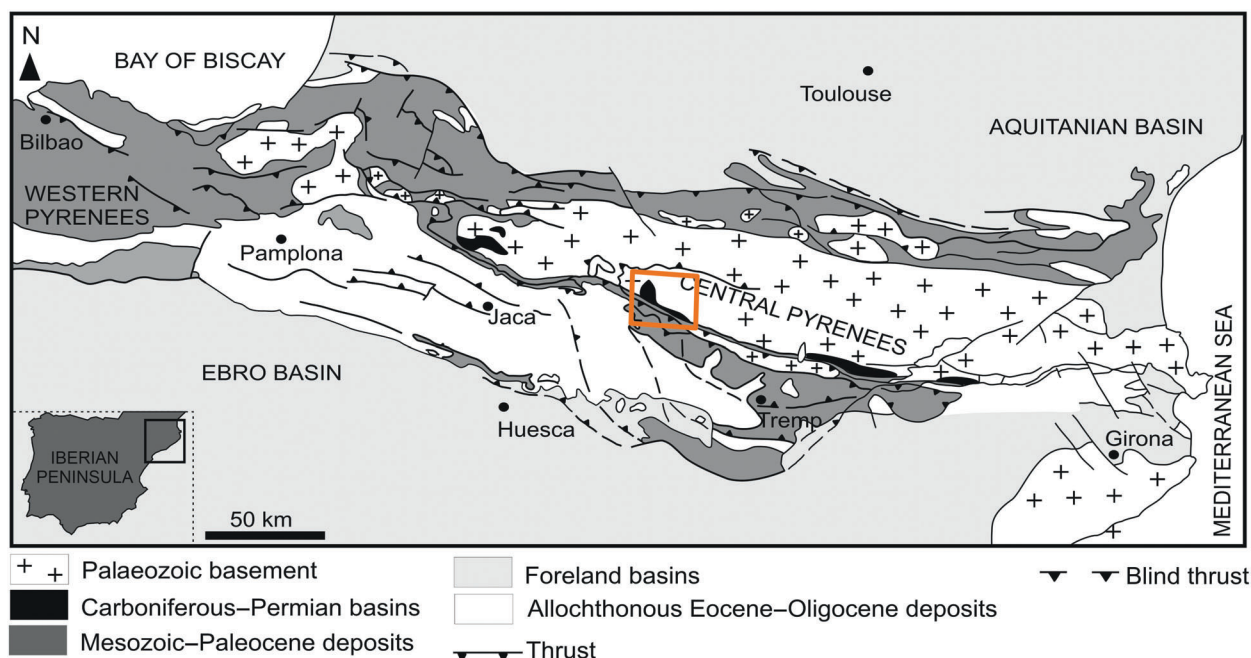 N
BAY OF BISCAY
Toulouse
AQUITANIAN BASIN
Bilbao
WESTERN
PYRENEES
Pamplona
CENTRAL PYRENEES
Jaca
EBRO BASIN
Huesca
Tremp
Girona
MEDITERRANEAN SEA
IBERIAN
PENINSULA
50 km
Palaeozoic basement
Carboniferous–Permian basins
Mesozoic–Paleocene deposits
Foreland basins
Allochthonous Eocene–Oligocene deposits
Thrust
Blind thrust